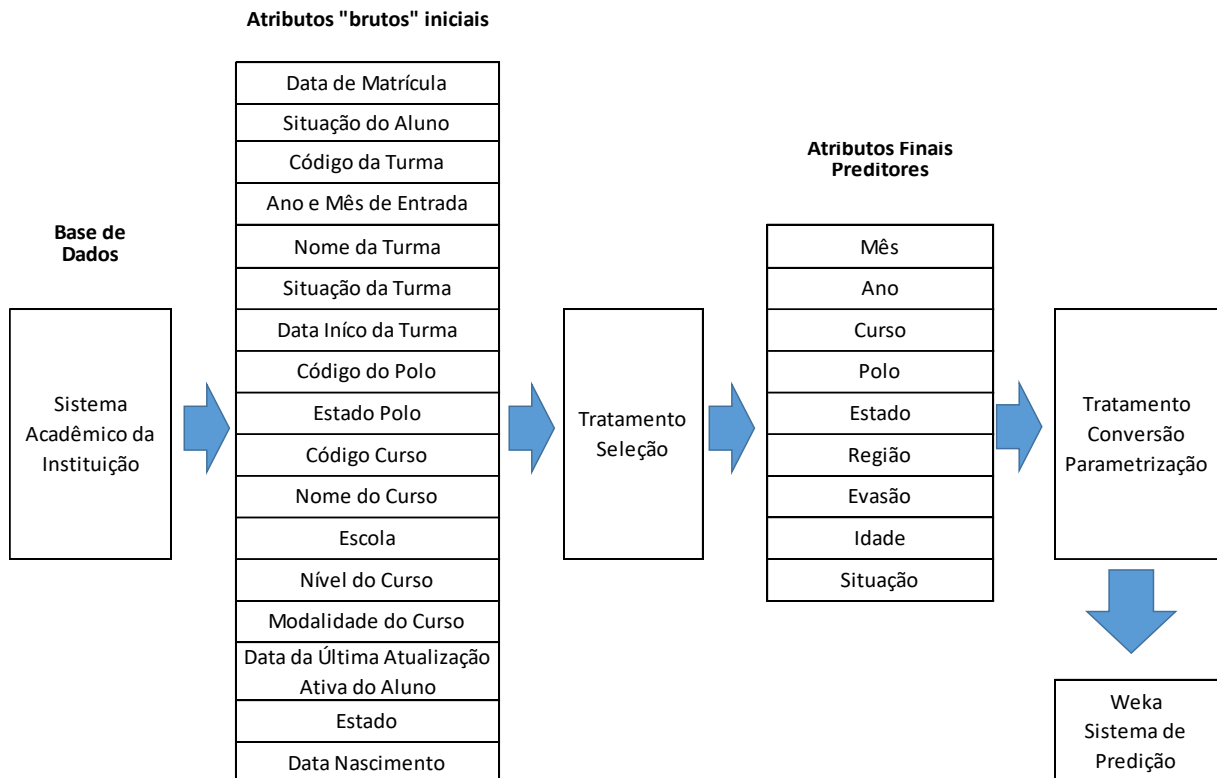 Atributos "brutos" iniciais
Data de Matrícula
Situação do Aluno
Código da Turma
Ano e Mês de Entrada
Nome da Turma
Situação da Turma
Data Iníco da Turma
Código do Polo
Estado Polo
Código Curso
Nome do Curso
Escola
Nível do Curso
Modalidade do Curso
Data da Última Atualização
Ativa do Aluno
Estado
Data Nascimento
Base de
Dados
Sistema
Acadêmico da
Instituição
Tratamento
Seleção
Atributos Finais
Preditores
Mês
Ano
Curso
Polo
Estado
Região
Evasão
Idade
Situação
Tratamento
Conversão
Parametrização
Weka
Sistema de
Predição